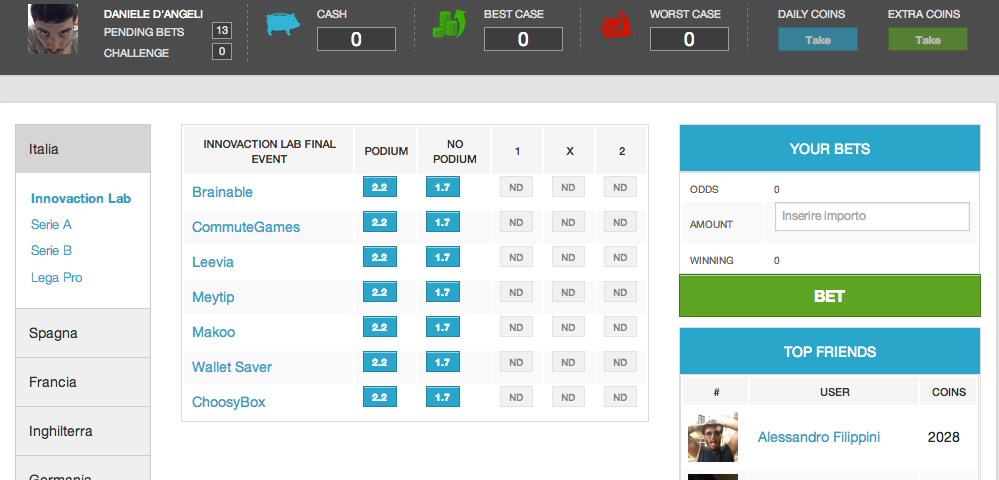 DANIELE D'ANGELI
PENDING BETS 13
CHALLENGE 0
CASH
0
BEST CASE
0
WORST CASE
0
DAILY COINS
Take
EXTRA COINS
Take
Italia
Innovaction Lab
Serie A
Serie B
Lega Pro
Spagna
Francia
Inghilterra
Germania
INNOVACTION LAB FINAL EVENT PODIUM NO PODIUM 1 X 2
Brainable 2.2 1.7 ND ND ND
CommuteGames 2.2 1.7 ND ND ND
Leevia 2.2 1.7 ND ND ND
Meytip 2.2 1.7 ND ND ND
Makoo 2.2 1.7 ND ND ND
Wallet Saver 2.2 1.7 ND ND ND
ChoosyBox 2.2 1.7 ND ND ND
YOUR BETS
ODDS 0
AMOUNT Inserire importo
WINNING 0
BET
TOP FRIENDS
# USER COINS
Alessandro Filippini 2028